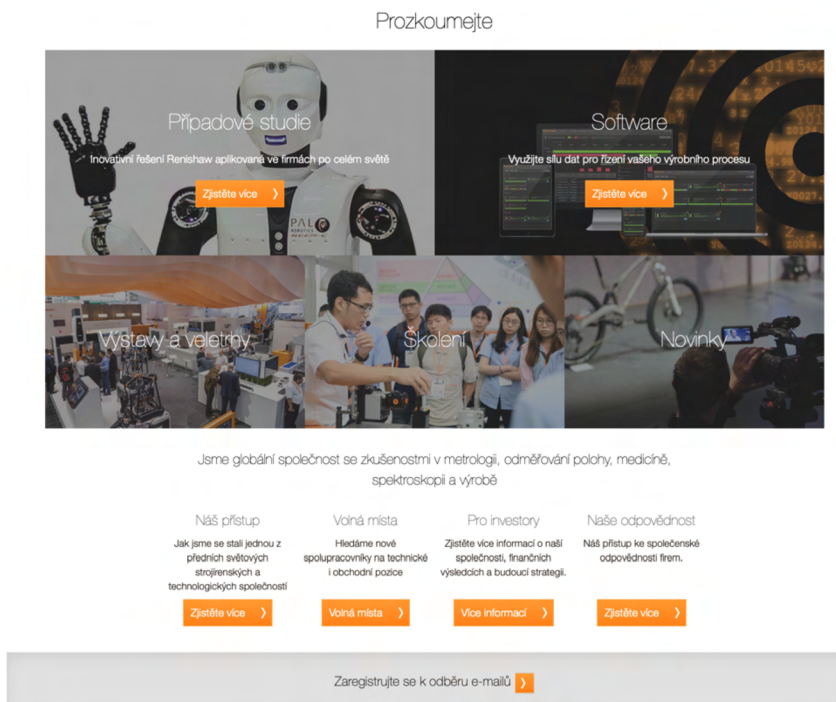 Prozkoumejte
Případové studie
Inovativní řešení Renishaw aplikovaná ve firmách po celém světě
Zjistěte více
PAL
ROBOTICS
Software
Využijte sílu dat pro řízení vašeho výrobního procesu
Zjistěte více
Výstavy a veletrhy
Školení
Novinky
Jsme globální společnost se zkušenostmi v metrologii, odměřování polohy, medicíně,
spektroskopii a výrobě
Náš přístup
Jak jsme se stali jednou z
předních světových
strojírenských a
technologických společností
Zjistěte více
Volná místa
Hledáme nové
spolupracovníky na technické
i obchodní pozice
Volná místa
Pro investory
Zjistěte více informací o naší
společnosti, finančních
výsledcích a budoucí strategii.
Více informací
Naše odpovědnost
Náš přístup ke společenské
odpovědnosti firem.
Zjistěte více
Zaregistrujte se k odběru e-mailů